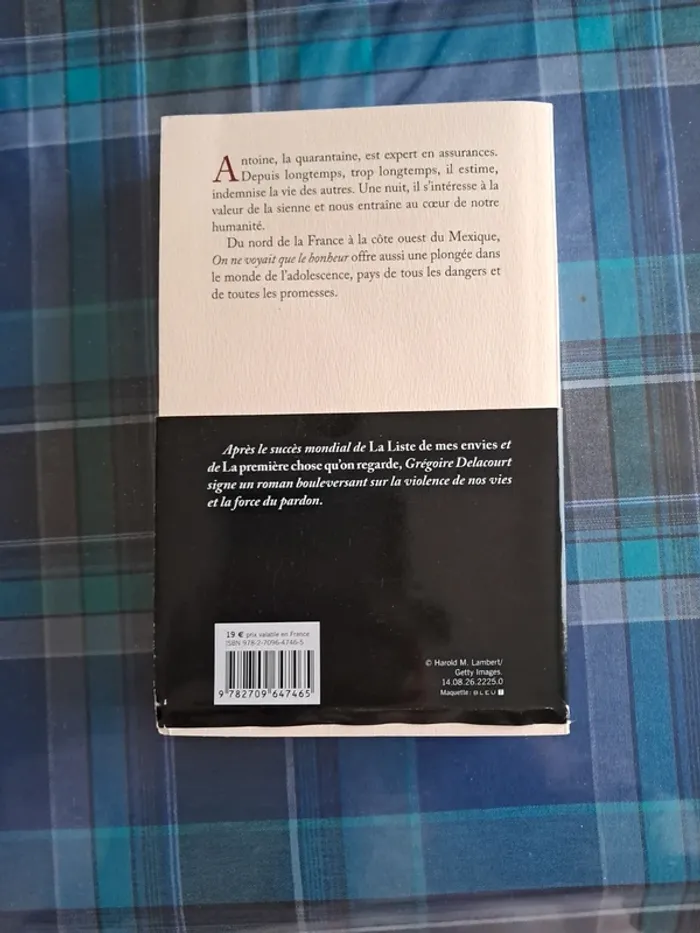 Antoine, la quarantaine, est expert en assurances.
Depuis longtemps, trop longtemps, il estime,
indemnise la vie des autres. Une nuit, il s'intéresse à la
valeur de la sienne et nous entraîne au cœur de notre
humanité.
Du nord de la France à la côte ouest du Mexique,
On ne voyait que le bonheur offre aussi une plongée dans
le monde de l'adolescence, pays de tous les dangers et
de toutes les promesses.
Après le succès mondial de La Liste de mes envies et
de La première chose qu'on regarde, Grégoire Delacourt
signe un roman bouleversant sur la violence de nos vies
et la force du pardon.
19 € prix valable en France
ISBN 978-2-7096-4746-5
9 782709 647465
© Harold M. Lambert/
Getty Images.
14.08.26.2225.0
Maquette : BLEU T